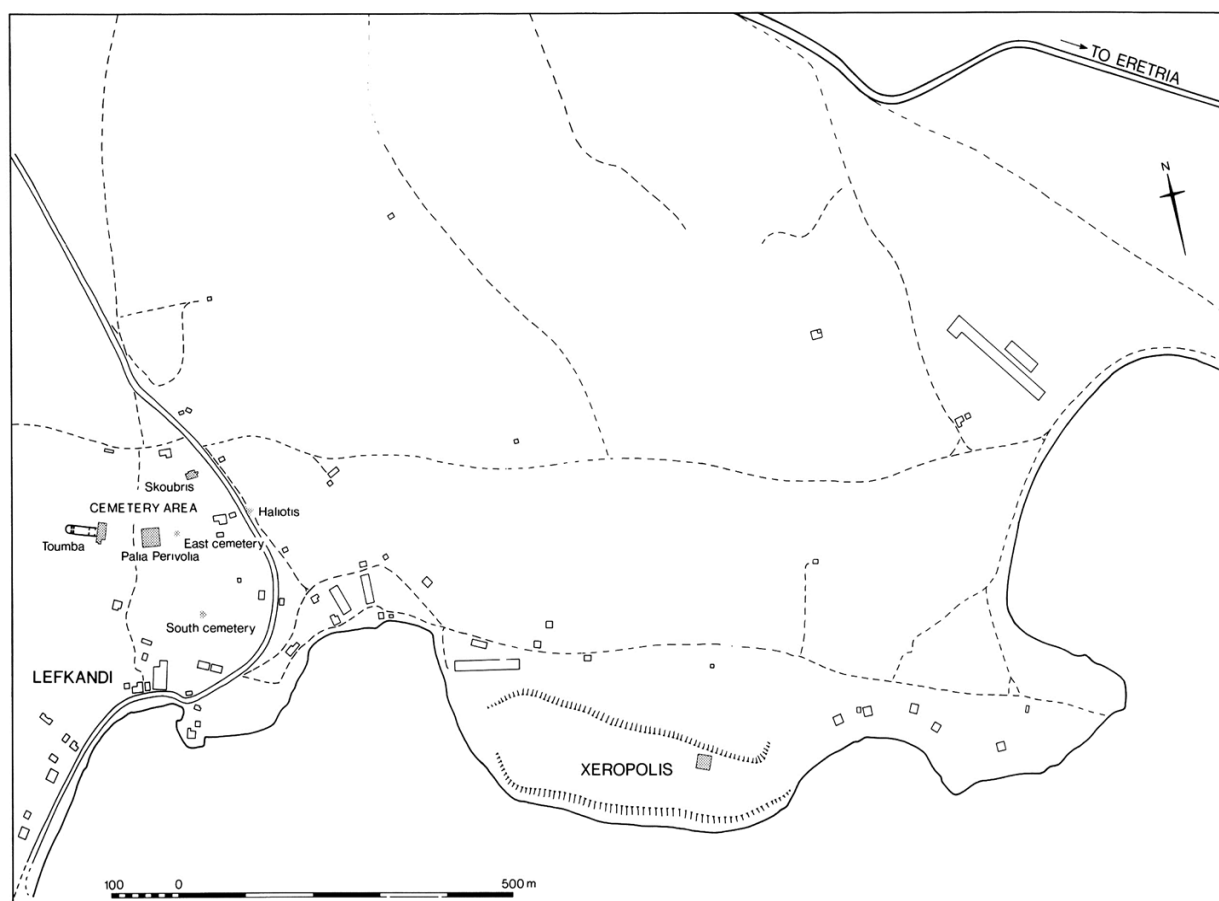 TO ERETRIA
N
Skoubris
CEMETERY AREA
Haliotis
East cemetery
Toumba
Palia Perivolia
South cemetery
LEFKANDI
XEROPOLIS
100 0 500 m